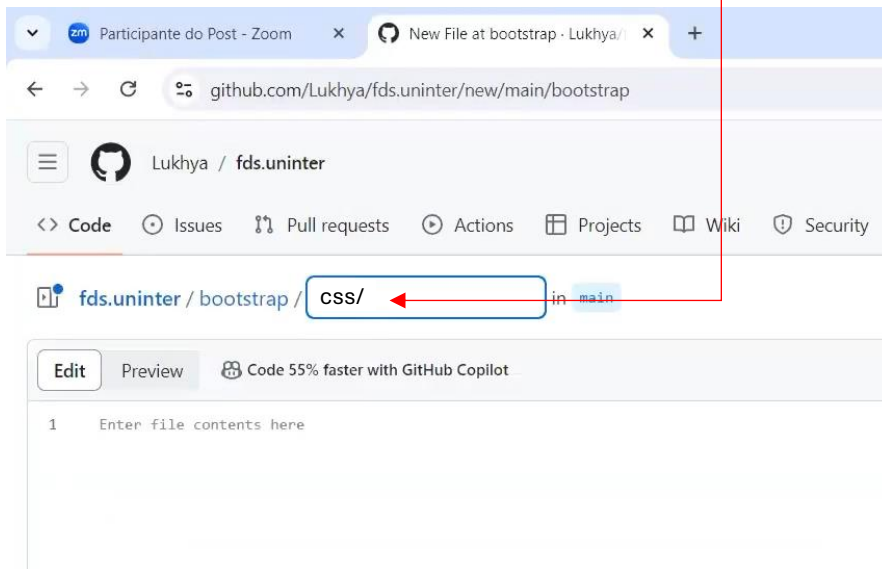 zm Participante do Post - Zoom New File at bootstrap · Lukhya/
github.com/Lukhya/fds.uninter/new/main/bootstrap
Lukhya / fds.uninter
<> Code Issues Pull requests Actions Projects Wiki Security
fds.uninter / bootstrap / css/ in main
Edit Preview Code 55% faster with GitHub Copilot
1 Enter file contents here